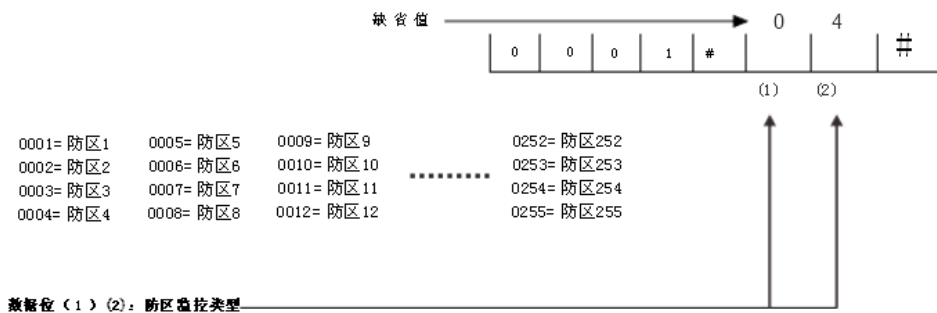 缺省值 0 4
0 0 0 1 # #
(1) (2)
0001= 防区1 0005= 防区5 0009= 防区9 0252= 防区252
0002= 防区2 0006= 防区6 0010= 防区10 0253= 防区253
0003= 防区3 0007= 防区7 0011= 防区11 0254= 防区254
0004= 防区4 0008= 防区8 0012= 防区12 0255= 防区255
数据位（1）(2)：防区监控类型